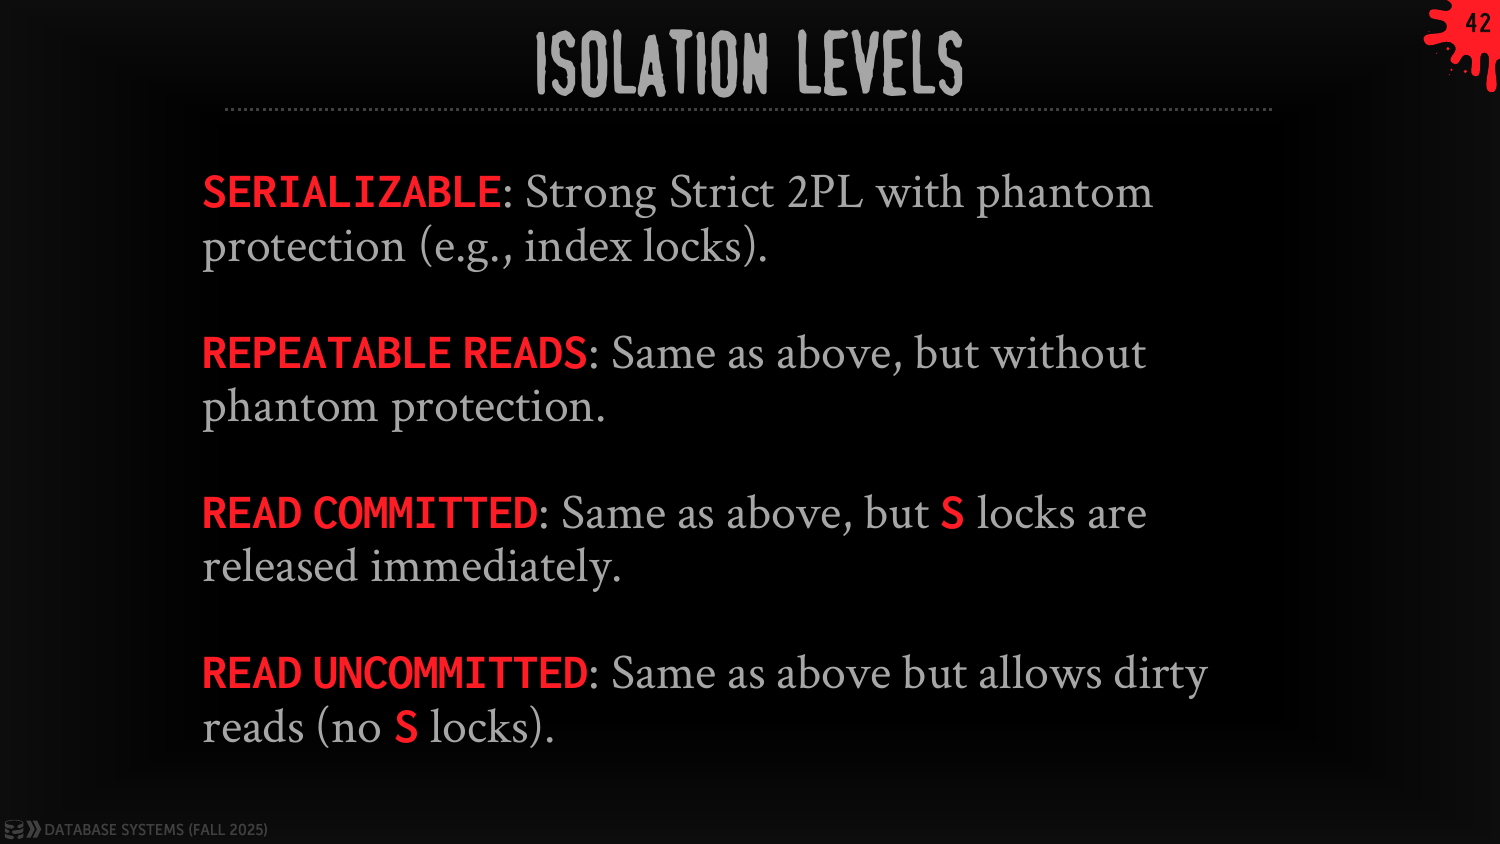 42
ISOLATION LEVELS
SERIALIZABLE: Strong Strict 2PL with phantom
protection (e.g., index locks).
REPEATABLE READS: Same as above, but without
phantom protection.
READ COMMITTED: Same as above, but S locks are
released immediately.
READ UNCOMMITTED: Same as above but allows dirty
reads (no S locks).
DATABASE SYSTEMS (FALL 2025)